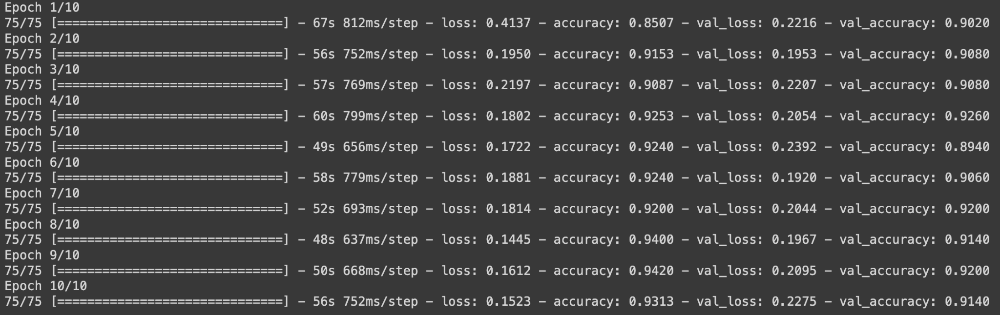 Epoch 1/10
75/75 [==============================] - 67s 812ms/step - loss: 0.4137 - accuracy: 0.8507 - val_loss: 0.2216 - val_accuracy: 0.9020
Epoch 2/10
75/75 [==============================] - 56s 752ms/step - loss: 0.1950 - accuracy: 0.9153 - val_loss: 0.1953 - val_accuracy: 0.9080
Epoch 3/10
75/75 [==============================] - 57s 769ms/step - loss: 0.2197 - accuracy: 0.9087 - val_loss: 0.2207 - val_accuracy: 0.9080
Epoch 4/10
75/75 [==============================] - 60s 799ms/step - loss: 0.1802 - accuracy: 0.9253 - val_loss: 0.2054 - val_accuracy: 0.9260
Epoch 5/10
75/75 [==============================] - 49s 656ms/step - loss: 0.1722 - accuracy: 0.9240 - val_loss: 0.2392 - val_accuracy: 0.8940
Epoch 6/10
75/75 [==============================] - 58s 779ms/step - loss: 0.1881 - accuracy: 0.9240 - val_loss: 0.1920 - val_accuracy: 0.9060
Epoch 7/10
75/75 [==============================] - 52s 693ms/step - loss: 0.1814 - accuracy: 0.9200 - val_loss: 0.2044 - val_accuracy: 0.9200
Epoch 8/10
75/75 [==============================] - 48s 637ms/step - loss: 0.1445 - accuracy: 0.9400 - val_loss: 0.1967 - val_accuracy: 0.9140
Epoch 9/10
75/75 [==============================] - 50s 668ms/step - loss: 0.1612 - accuracy: 0.9420 - val_loss: 0.2095 - val_accuracy: 0.9200
Epoch 10/10
75/75 [==============================] - 56s 752ms/step - loss: 0.1523 - accuracy: 0.9313 - val_loss: 0.2275 - val_accuracy: 0.9140